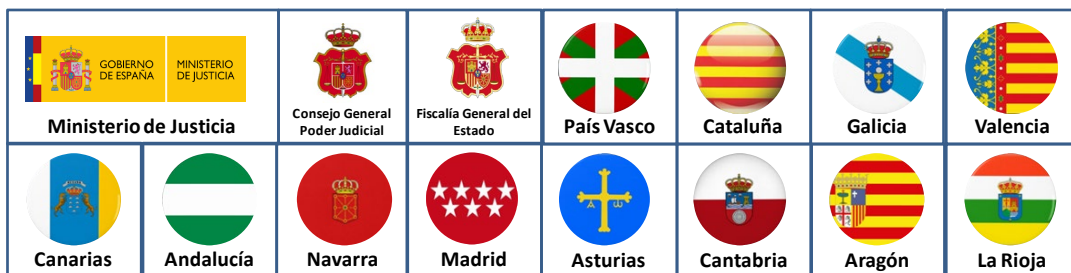 GOBIERNO
DE ESPAÑA
MINISTERIO
DE JUSTICIA
Ministerio de Justicia
Consejo General
Poder Judicial
Fiscalía General del
Estado
País Vasco
Cataluña
Galicia
Valencia
Canarias
Andalucía
Navarra
Madrid
Asturias
Cantabria
Aragón
La Rioja